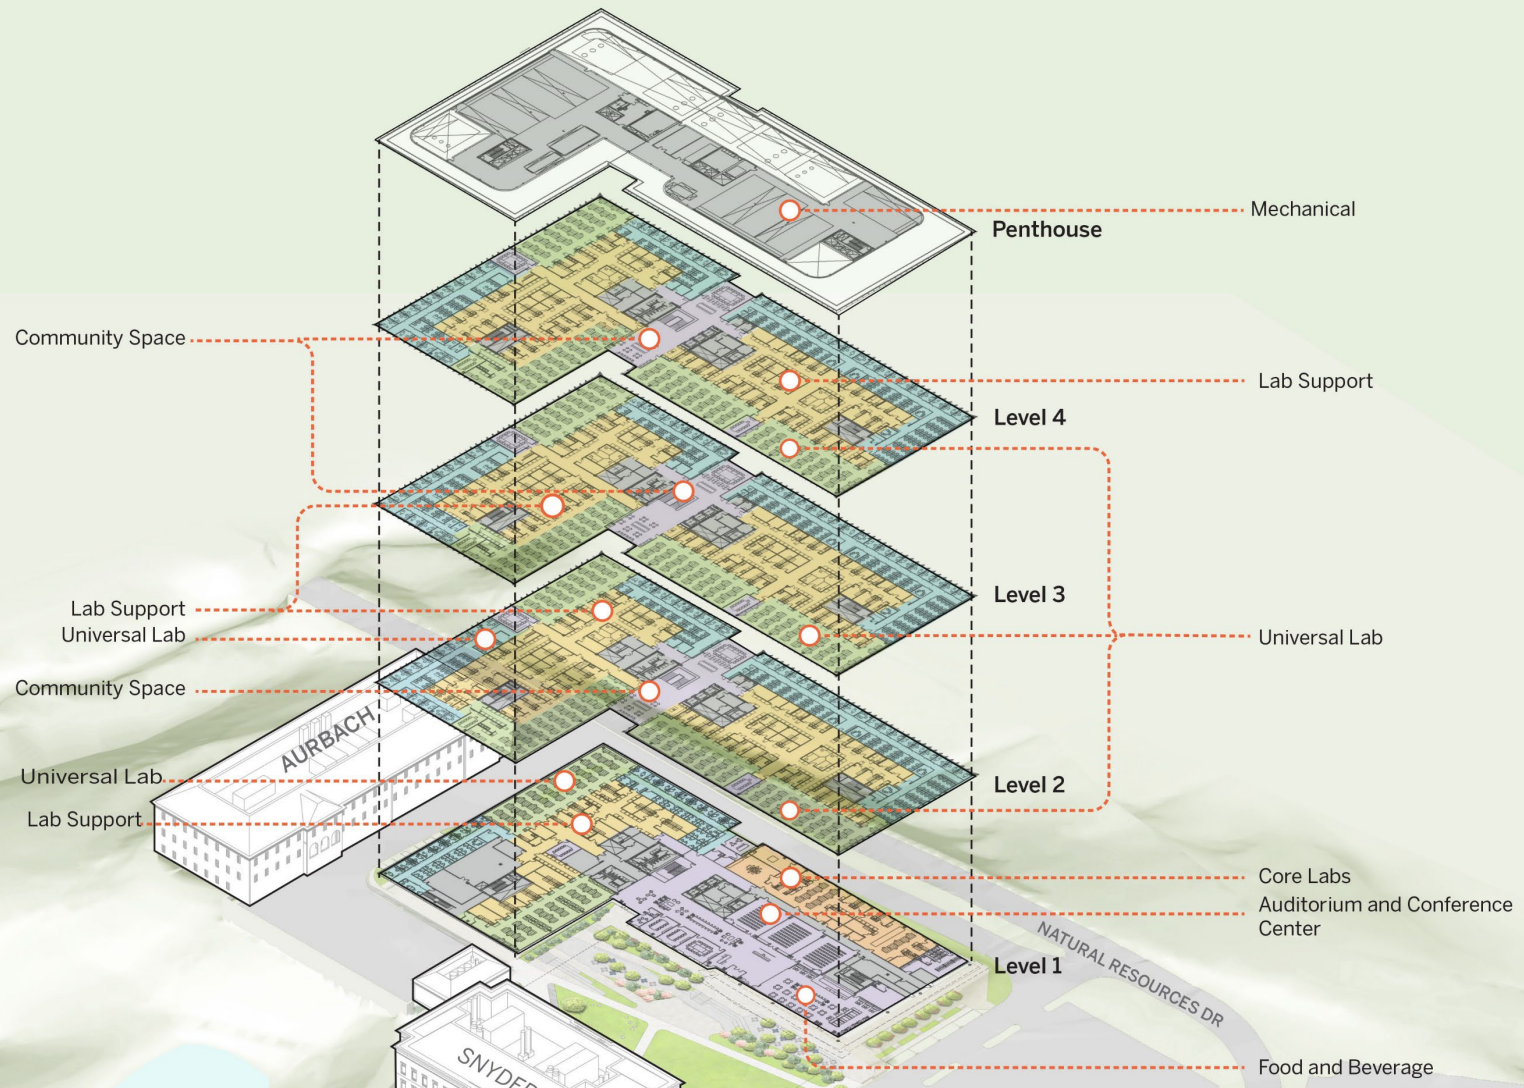 Mechanical
Penthouse
Community Space
Lab Support
Level 4
Level 3
Lab Support
Universal Lab
Universal Lab
Community Space
AURBACH
Level 2
Universal Lab
Lab Support
Core Labs
Auditorium and Conference
Center
NATURAL RESOURCES DR
Level 1
SNYDER
Food and Beverage